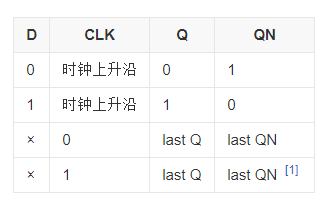 D CLK Q QN
0 时钟上升沿 0 1
1 时钟上升沿 1 0
× 0 last Q last QN
× 1 last Q last QN [1]